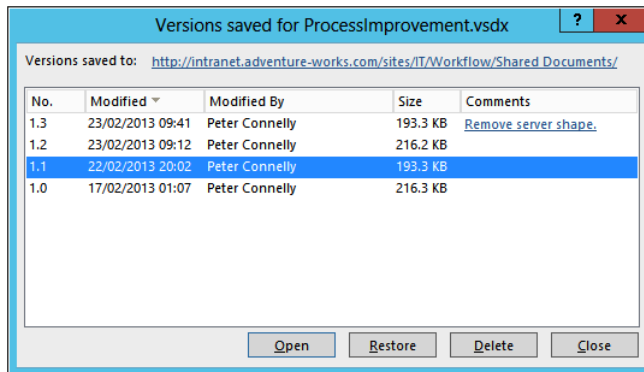 Versions saved for ProcessImprovement.vsdx ? x
Versions saved to: http://intranet.adventure-works.com/sites/IT/Workflow/Shared Documents/
No. Modified Modified By Size Comments
1.3 23/02/2013 09:41 Peter Connelly 193.3 KB Remove server shape.
1.2 23/02/2013 09:12 Peter Connelly 216.2 KB
1.1 22/02/2013 20:02 Peter Connelly 193.3 KB
1.0 17/02/2013 01:07 Peter Connelly 216.3 KB
Open Restore Delete Close